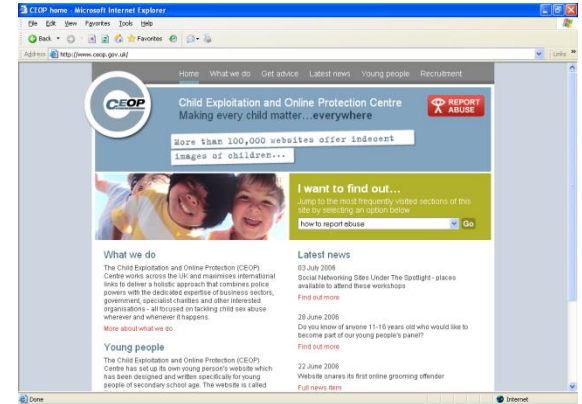 CEOP home - Microsoft Internet Explorer
File Edit View Favorites Tools Help
Back Favorites
Address http://www.ceop.gov.uk/ Links
Home What we do Get advice Latest news Young people Recruitment
CEOP
Child Exploitation and Online Protection Centre
Making every child matter...everywhere
REPORT
ABUSE
More than 100,000 websites offer indecent
images of children...
I want to find out...
Jump to the most frequently visited sections of this
site by selecting an option below
how to report abuse Go
What we do
The Child Exploitation and Online Protection (CEOP)
Centre works across the UK and maximises international
links to deliver a holistic approach that combines police
powers with the dedicated expertise of business sectors,
government, specialist charities and other interested
organisations - all focused on tackling child sex abuse
wherever and whenever it happens.
More about what we do
Young people
The Child Exploitation and Online Protection (CEOP)
Centre has set up its own young person's website which
has been designed and written specifically for young
people of secondary school age. The website is called
Latest news
03 July 2006
Social Networking Sites Under The Spotlight - places
available to attend these workshops
Find out more
28 June 2006
Do you know of anyone 11-16 years old who would like to
become part of our young people's panel?
Find out more
22 June 2006
Website snares its first online grooming offender
Full news item
Done Internet